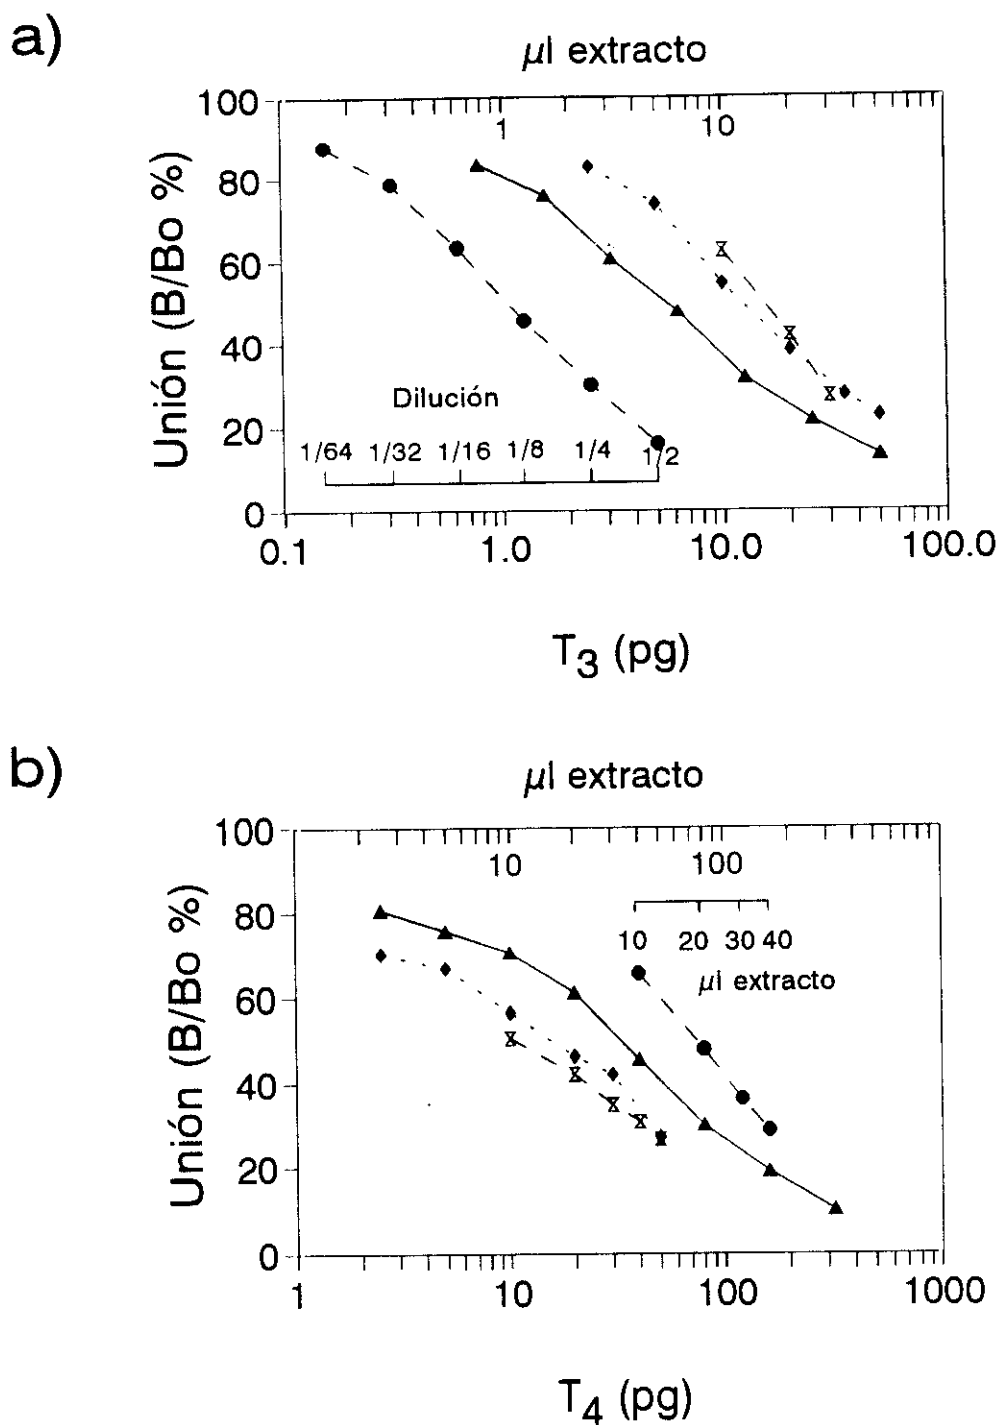 a)
µl extracto
1 10
100
80
60
40
20
0
Unión (B/Bo %)
Dilución
1/64 1/32 1/16 1/8 1/4 1/2
0.1 1.0 10.0 100.0
T3 (pg)
b)
µl extracto
10 100
100
80
60
40
20
0
Unión (B/Bo %)
10 20 30 40
µl extracto
1 10 100 1000
T4 (pg)